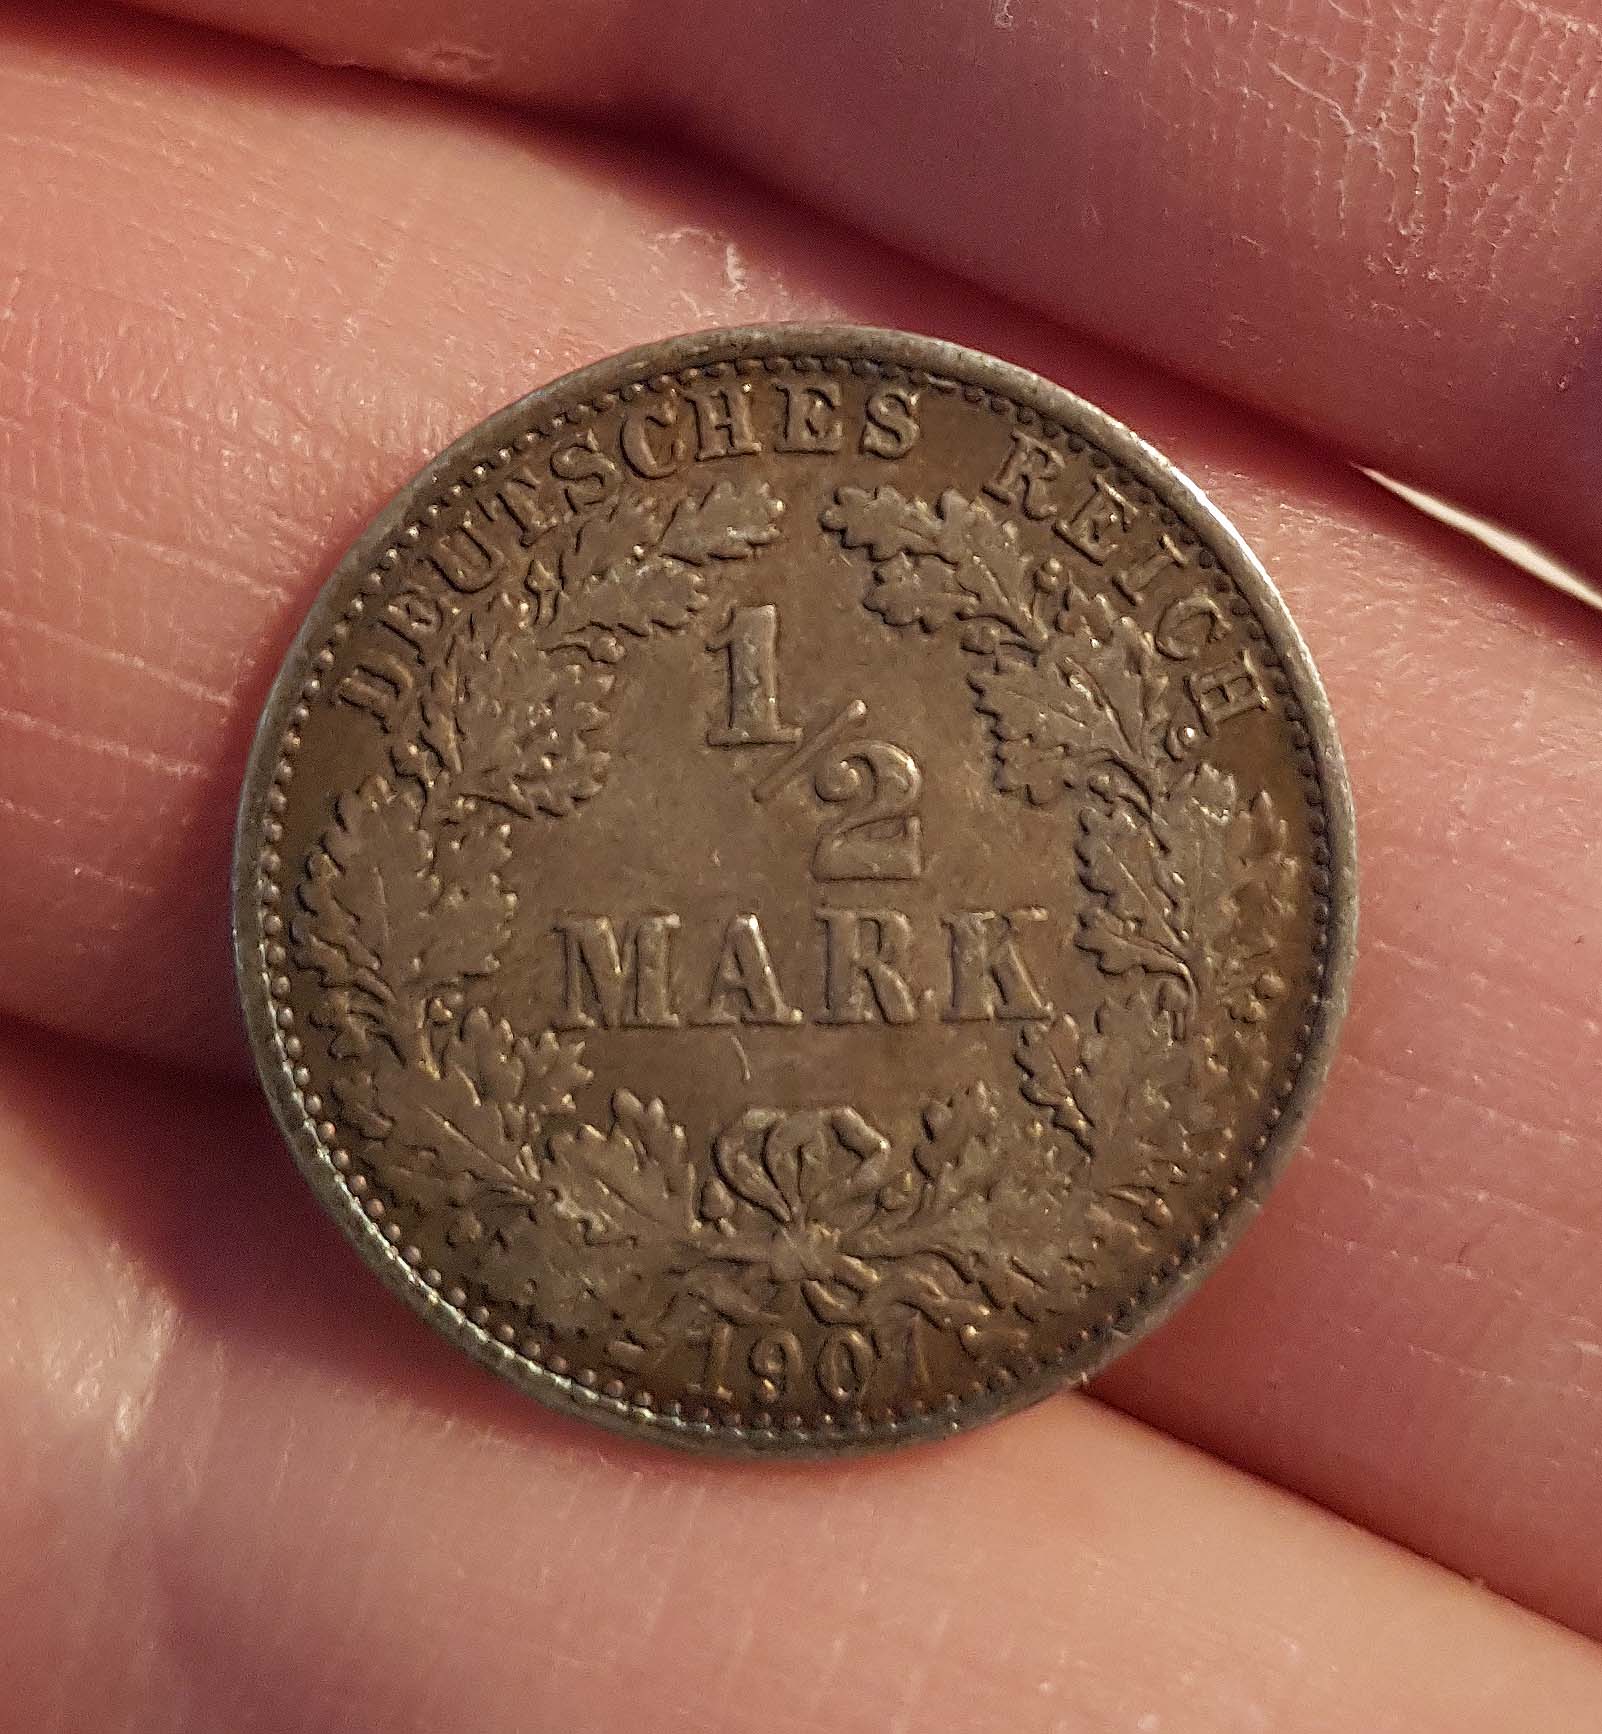 DEUTSCHES REICH
1/2
MARK
1901